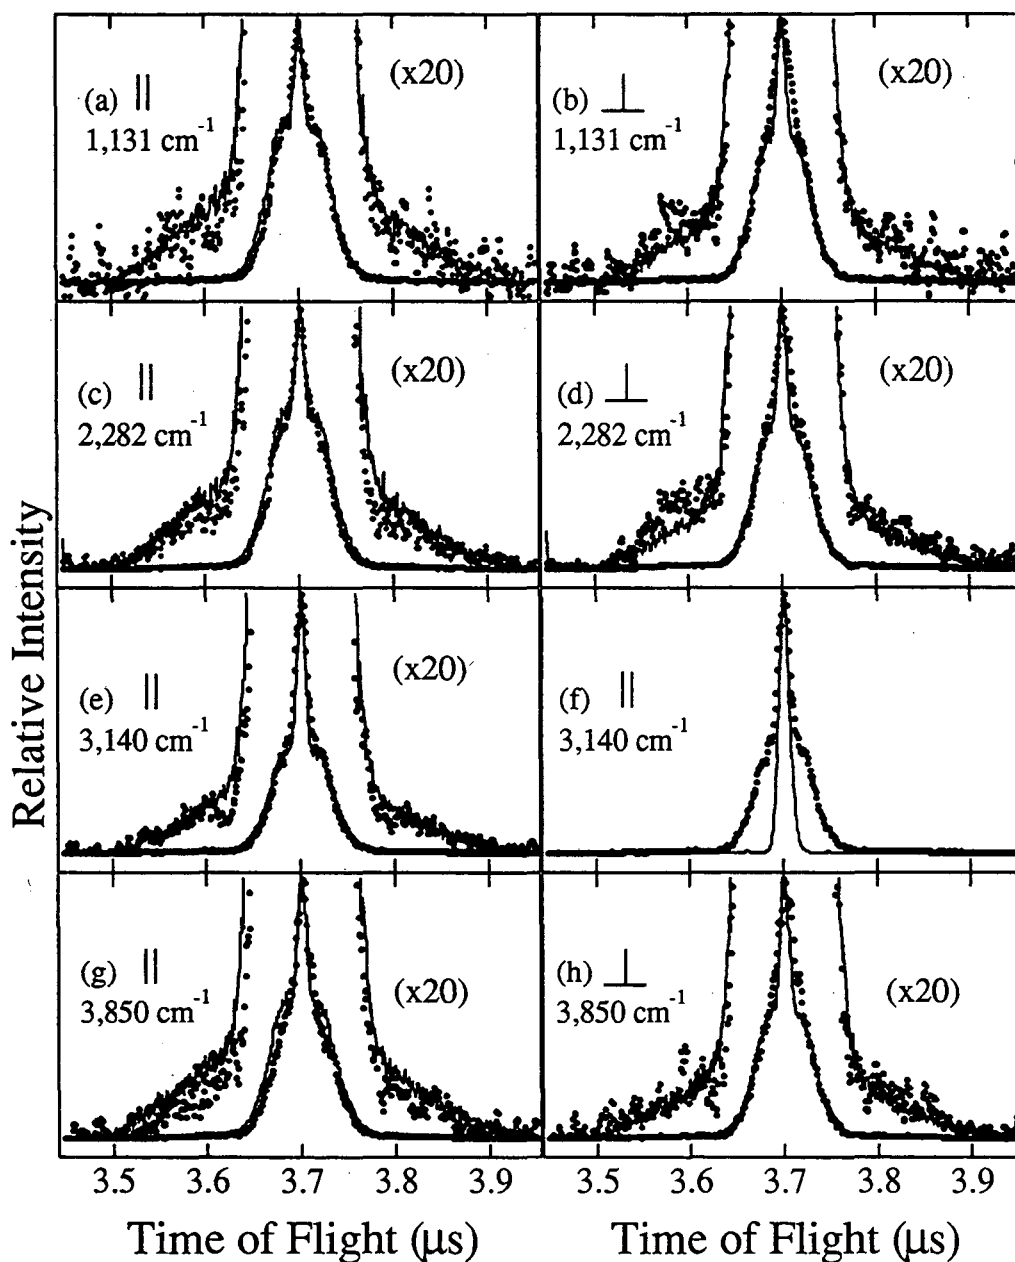 (a) ||
1,131 cm-1
(x20)
(b) ⊥
1,131 cm-1
(x20)
(c) ||
2,282 cm-1
(x20)
(d) ⊥
2,282 cm-1
(x20)
(e) ||
3,140 cm-1
(x20)
(f) ||
3,140 cm-1
(g) ||
3,850 cm-1
(x20)
(h) ⊥
3,850 cm-1
(x20)
Relative Intensity
3.5 3.6 3.7 3.8 3.9
3.5 3.6 3.7 3.8 3.9
Time of Flight (μs)
Time of Flight (μs)